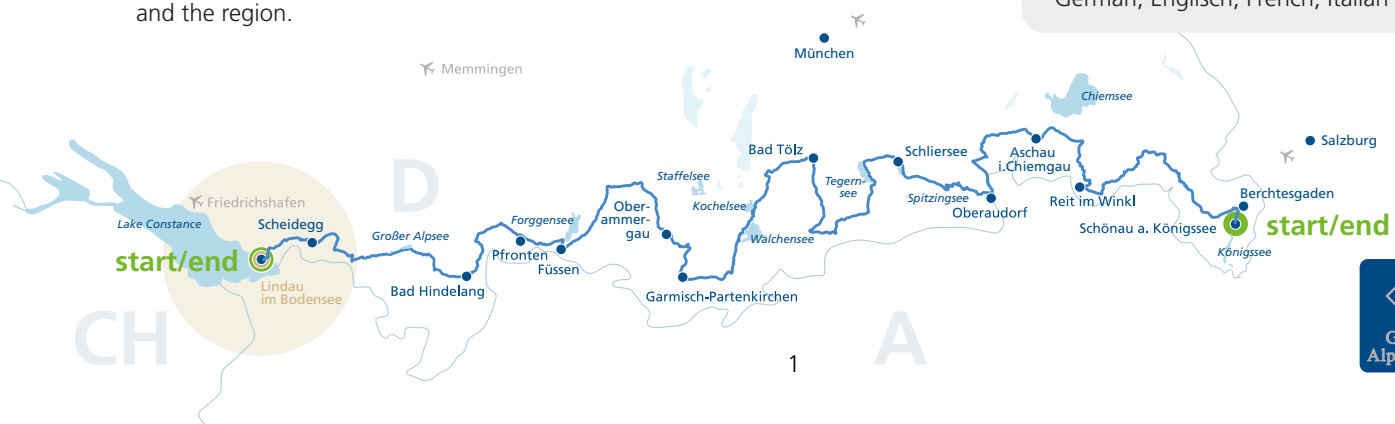 and the region.
German, Englisch, French, Italian
München
Memmingen
Chiemsee
Salzburg
Bad Tölz
Schliersee
Aschau
i.Chiemgau
D
Staffelsee
Tegern-
see
Friedrichshafen
Kochelsee
Spitzingsee
Berchtesgaden
Lake Constance
Scheidegg
Forggensee
Ober-
ammer-
gau
Oberaudorf
Reit im Winkl
Großer Alpsee
Walchensee
Schönau a. Königssee
start/end
start/end
Pfronten
Füssen
Königssee
Lindau
im Bodensee
Bad Hindelang
Garmisch-Partenkirchen
CH
A
1